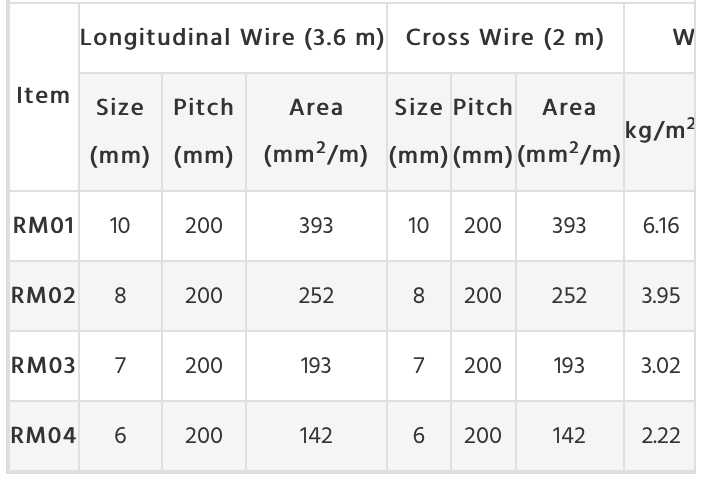 Item Longitudinal Wire (3.6 m) Cross Wire (2 m) W
Size (mm) Pitch (mm) Area (mm²/m) Size (mm) Pitch (mm) Area (mm²/m) kg/m²
RM01 10 200 393 10 200 393 6.16
RM02 8 200 252 8 200 252 3.95
RM03 7 200 193 7 200 193 3.02
RM04 6 200 142 6 200 142 2.22